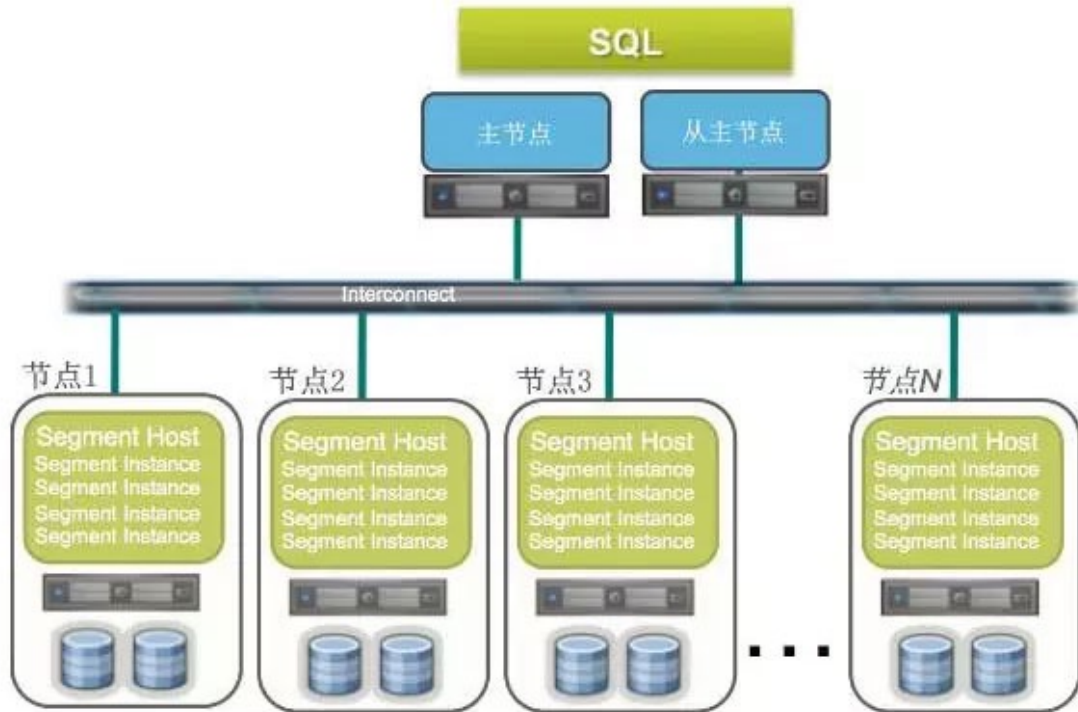 SQL
主节点
从主节点
Interconnect
节点1
Segment Host
Segment Instance
Segment Instance
Segment Instance
Segment Instance
节点2
Segment Host
Segment Instance
Segment Instance
Segment Instance
Segment Instance
节点3
Segment Host
Segment Instance
Segment Instance
Segment Instance
Segment Instance
节点N
Segment Host
Segment Instance
Segment Instance
Segment Instance
Segment Instance